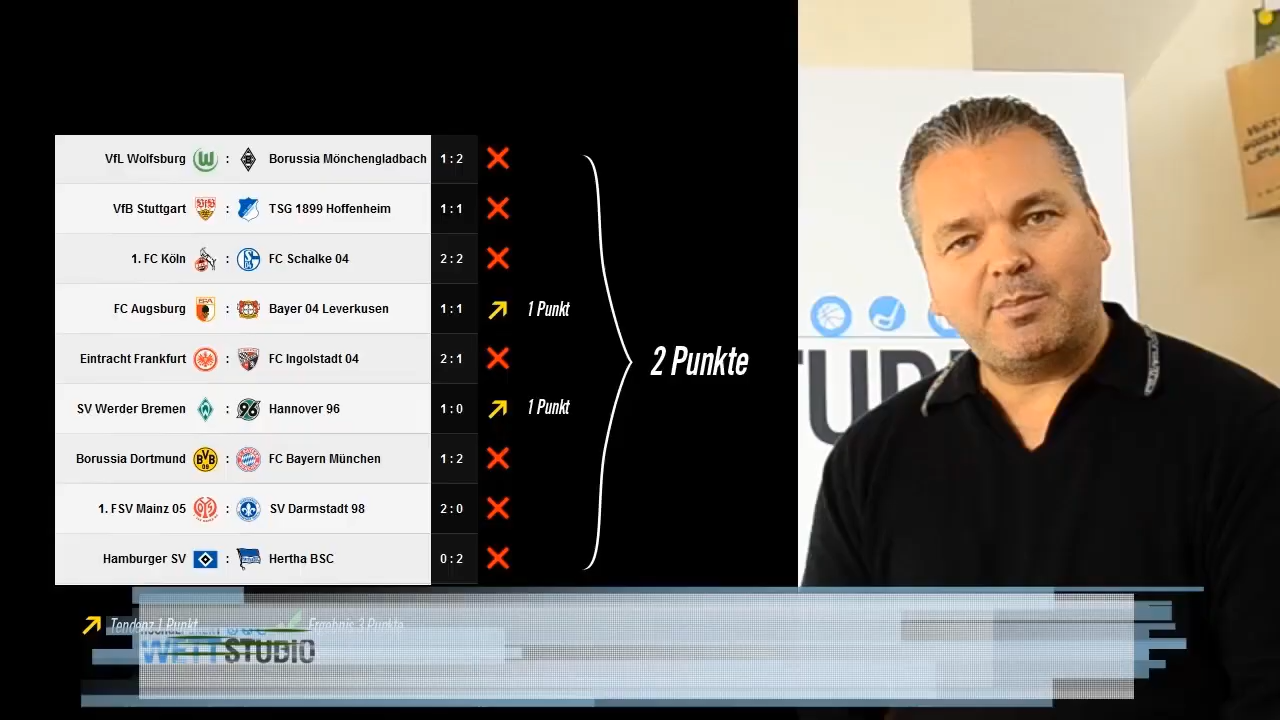 VfL Wolfsburg : Borussia Mönchengladbach 1 : 2
VfB Stuttgart : TSG 1899 Hoffenheim 1 : 1
1. FC Köln : FC Schalke 04 2 : 2
FC Augsburg : Bayer 04 Leverkusen 1 : 1 1 Punkt
Eintracht Frankfurt : FC Ingolstadt 04 2 : 1
SV Werder Bremen : Hannover 96 1 : 0 1 Punkt
Borussia Dortmund : FC Bayern München 1 : 2
1. FSV Mainz 05 : SV Darmstadt 98 2 : 0
Hamburger SV : Hertha BSC 0 : 2
2 Punkte
Tendenz 1 Punkt Ergebnis 3 Punkte
WETTSTUDIO